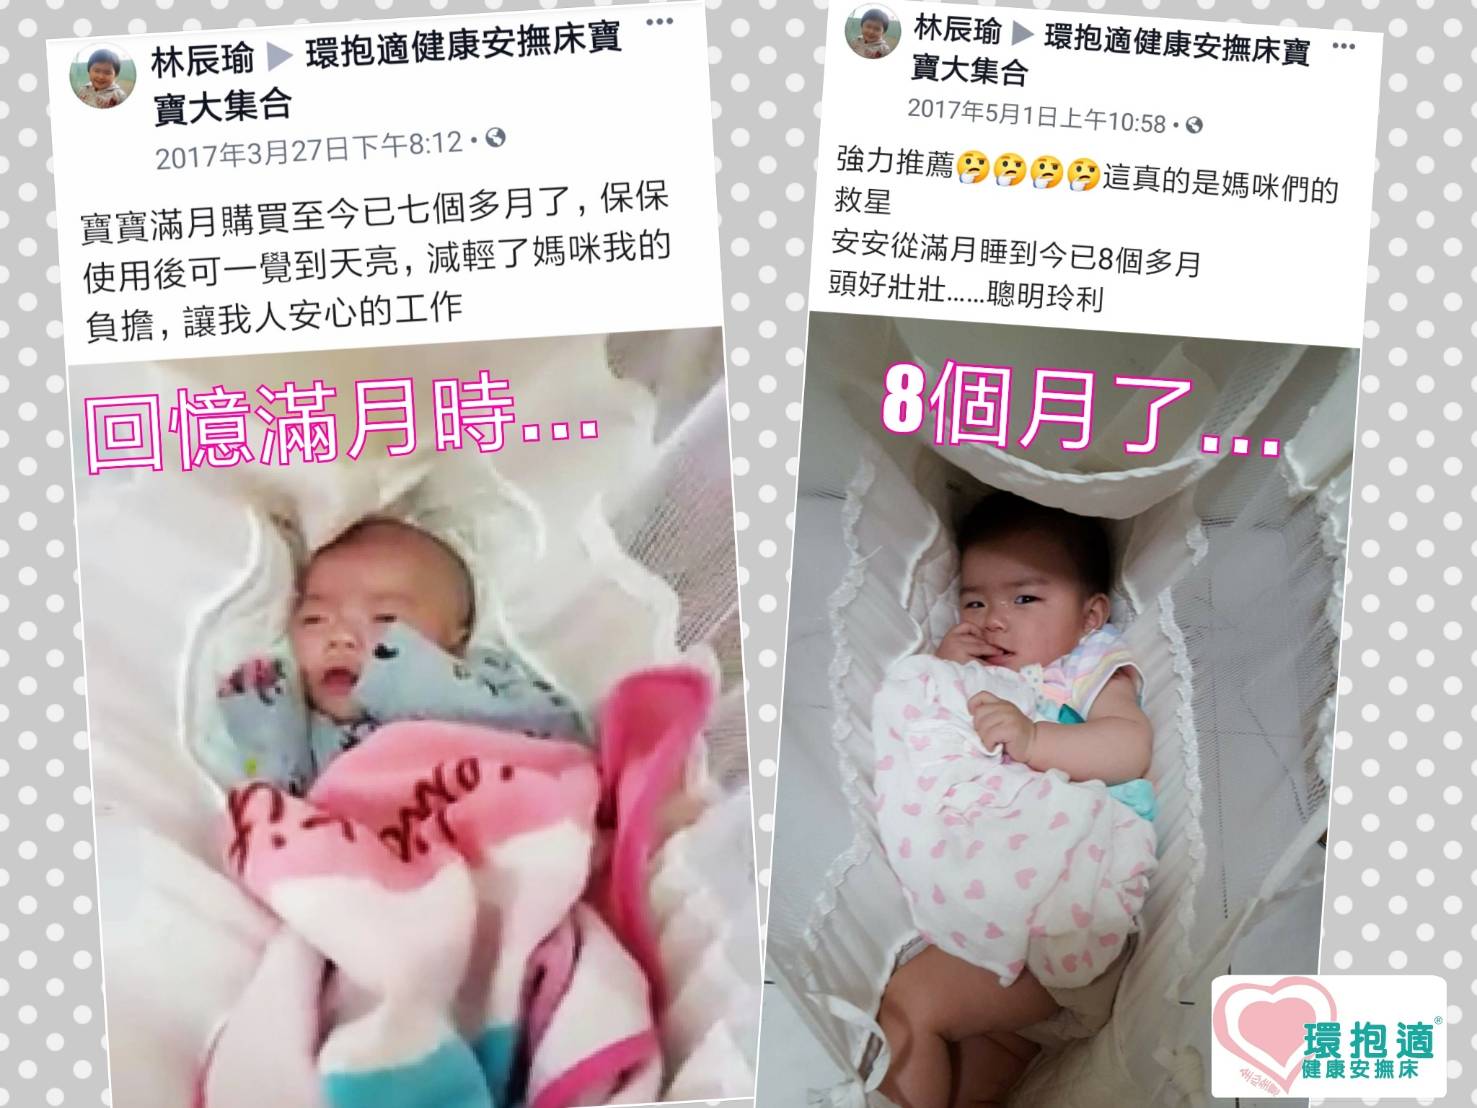 林辰瑜 ▶ 環抱適健康安撫床寶
寶大集合
2017年3月27日下午8:12
寶寶滿月購買至今已七個多月了, 保保
使用後可一覺到天亮, 減輕了媽咪我的
負擔, 讓我人安心的工作
回憶滿月時...
林辰瑜 ▶ 環抱適健康安撫床寶
寶大集合
2017年5月1日上午10:58
強力推薦🤔🤔🤔🤔這真的是媽咪們的
救星
安安從滿月睡到今已8個多月
頭好壯壯......聰明玲利
8個月了...
環抱適®
健康安撫床